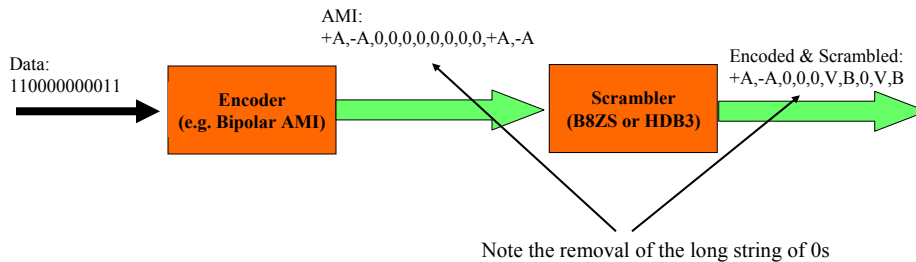 AMI:
+A,-A,0,0,0,0,0,0,0,0,+A,-A
Data:
110000000011
Encoder
(e.g. Bipolar AMI)
Scrambler
(B8ZS or HDB3)
Encoded & Scrambled:
+A,-A,0,0,0,V,B,0,V,B
Note the removal of the long string of 0s